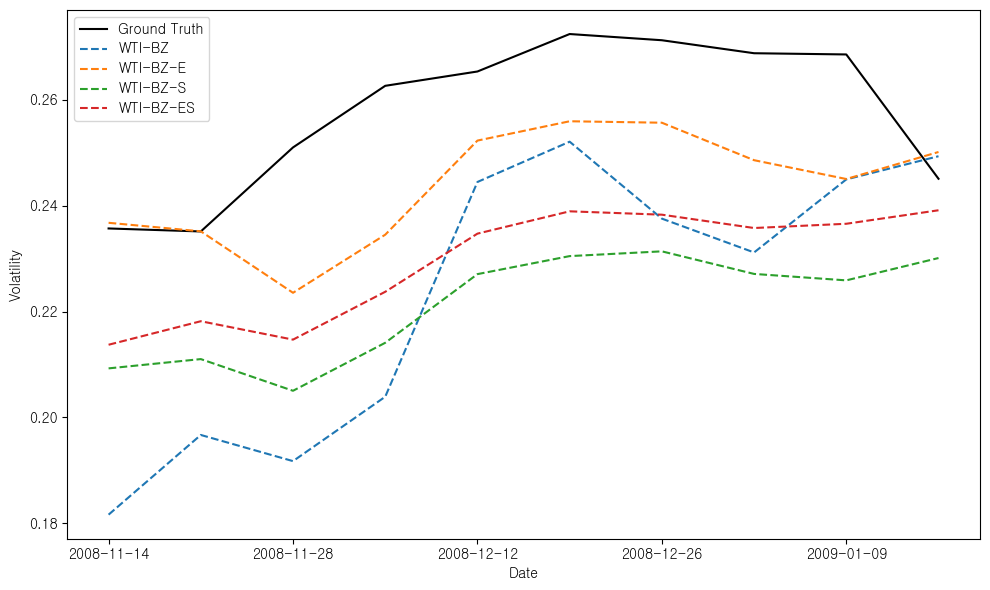 Ground Truth
WTI-BZ
WTI-BZ-E
WTI-BZ-S
WTI-BZ-ES
Volatility
0.26
0.24
0.22
0.20
0.18
2008-11-14 2008-11-28 2008-12-12 2008-12-26 2009-01-09
Date